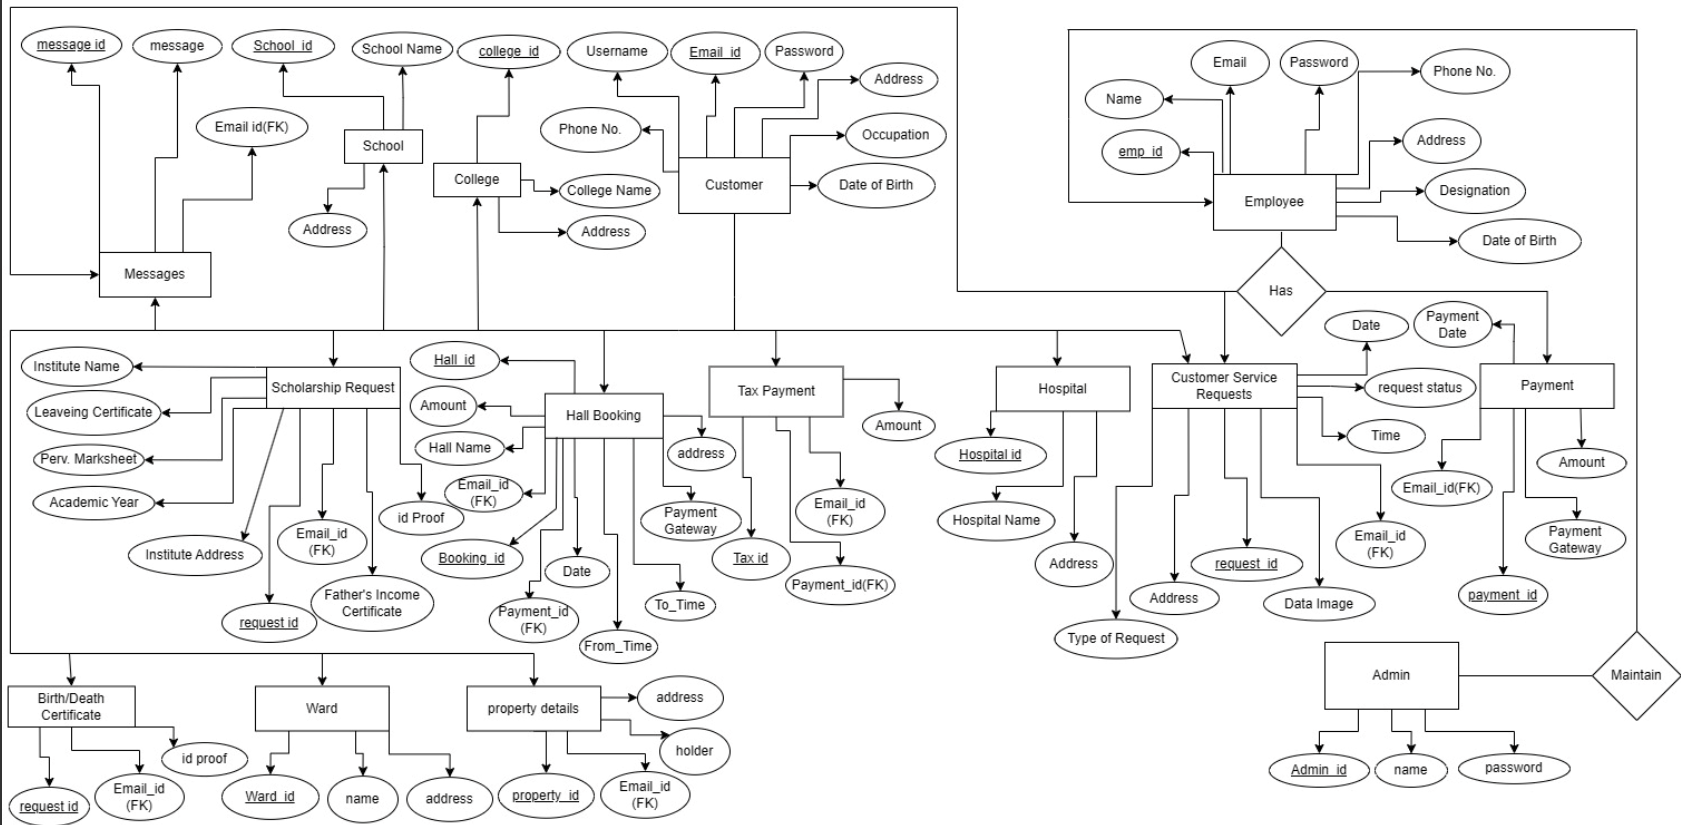 message id
message
School_id
School Name
college_id
Username
Email_id
Password
Address
Email
Password
Phone No.
Name
Email id(FK)
School
Phone No.
Occupation
emp_id
Address
College
College Name
Customer
Date of Birth
Designation
Employee
Address
Address
Date of Birth
Messages
Has
Institute Name
Hall_id
Date
Payment
Date
Scholarship Request
Tax Payment
Hospital
Customer Service
Requests
request status
Payment
Leaveing Certificate
Amount
Hall Booking
Amount
Time
Perv. Marksheet
Hall Name
address
Hospital id
Amount
Academic Year
Email_id
(FK)
id Proof
Payment
Gateway
Email_id
(FK)
Hospital Name
Email_id(FK)
Institute Address
Email_id
(FK)
Booking_id
Date
Tax id
Address
request_id
Email_id
(FK)
Payment
Gateway
request id
Father's Income
Certificate
Payment_id
(FK)
To_Time
Payment_id(FK)
Address
Data Image
payment_id
From_Time
Type of Request
Birth/Death
Certificate
Ward
property details
address
Admin
Maintain
id proof
holder
request id
Email_id
(FK)
Ward_id
name
address
property_id
Email_id
(FK)
Admin_id
name
password